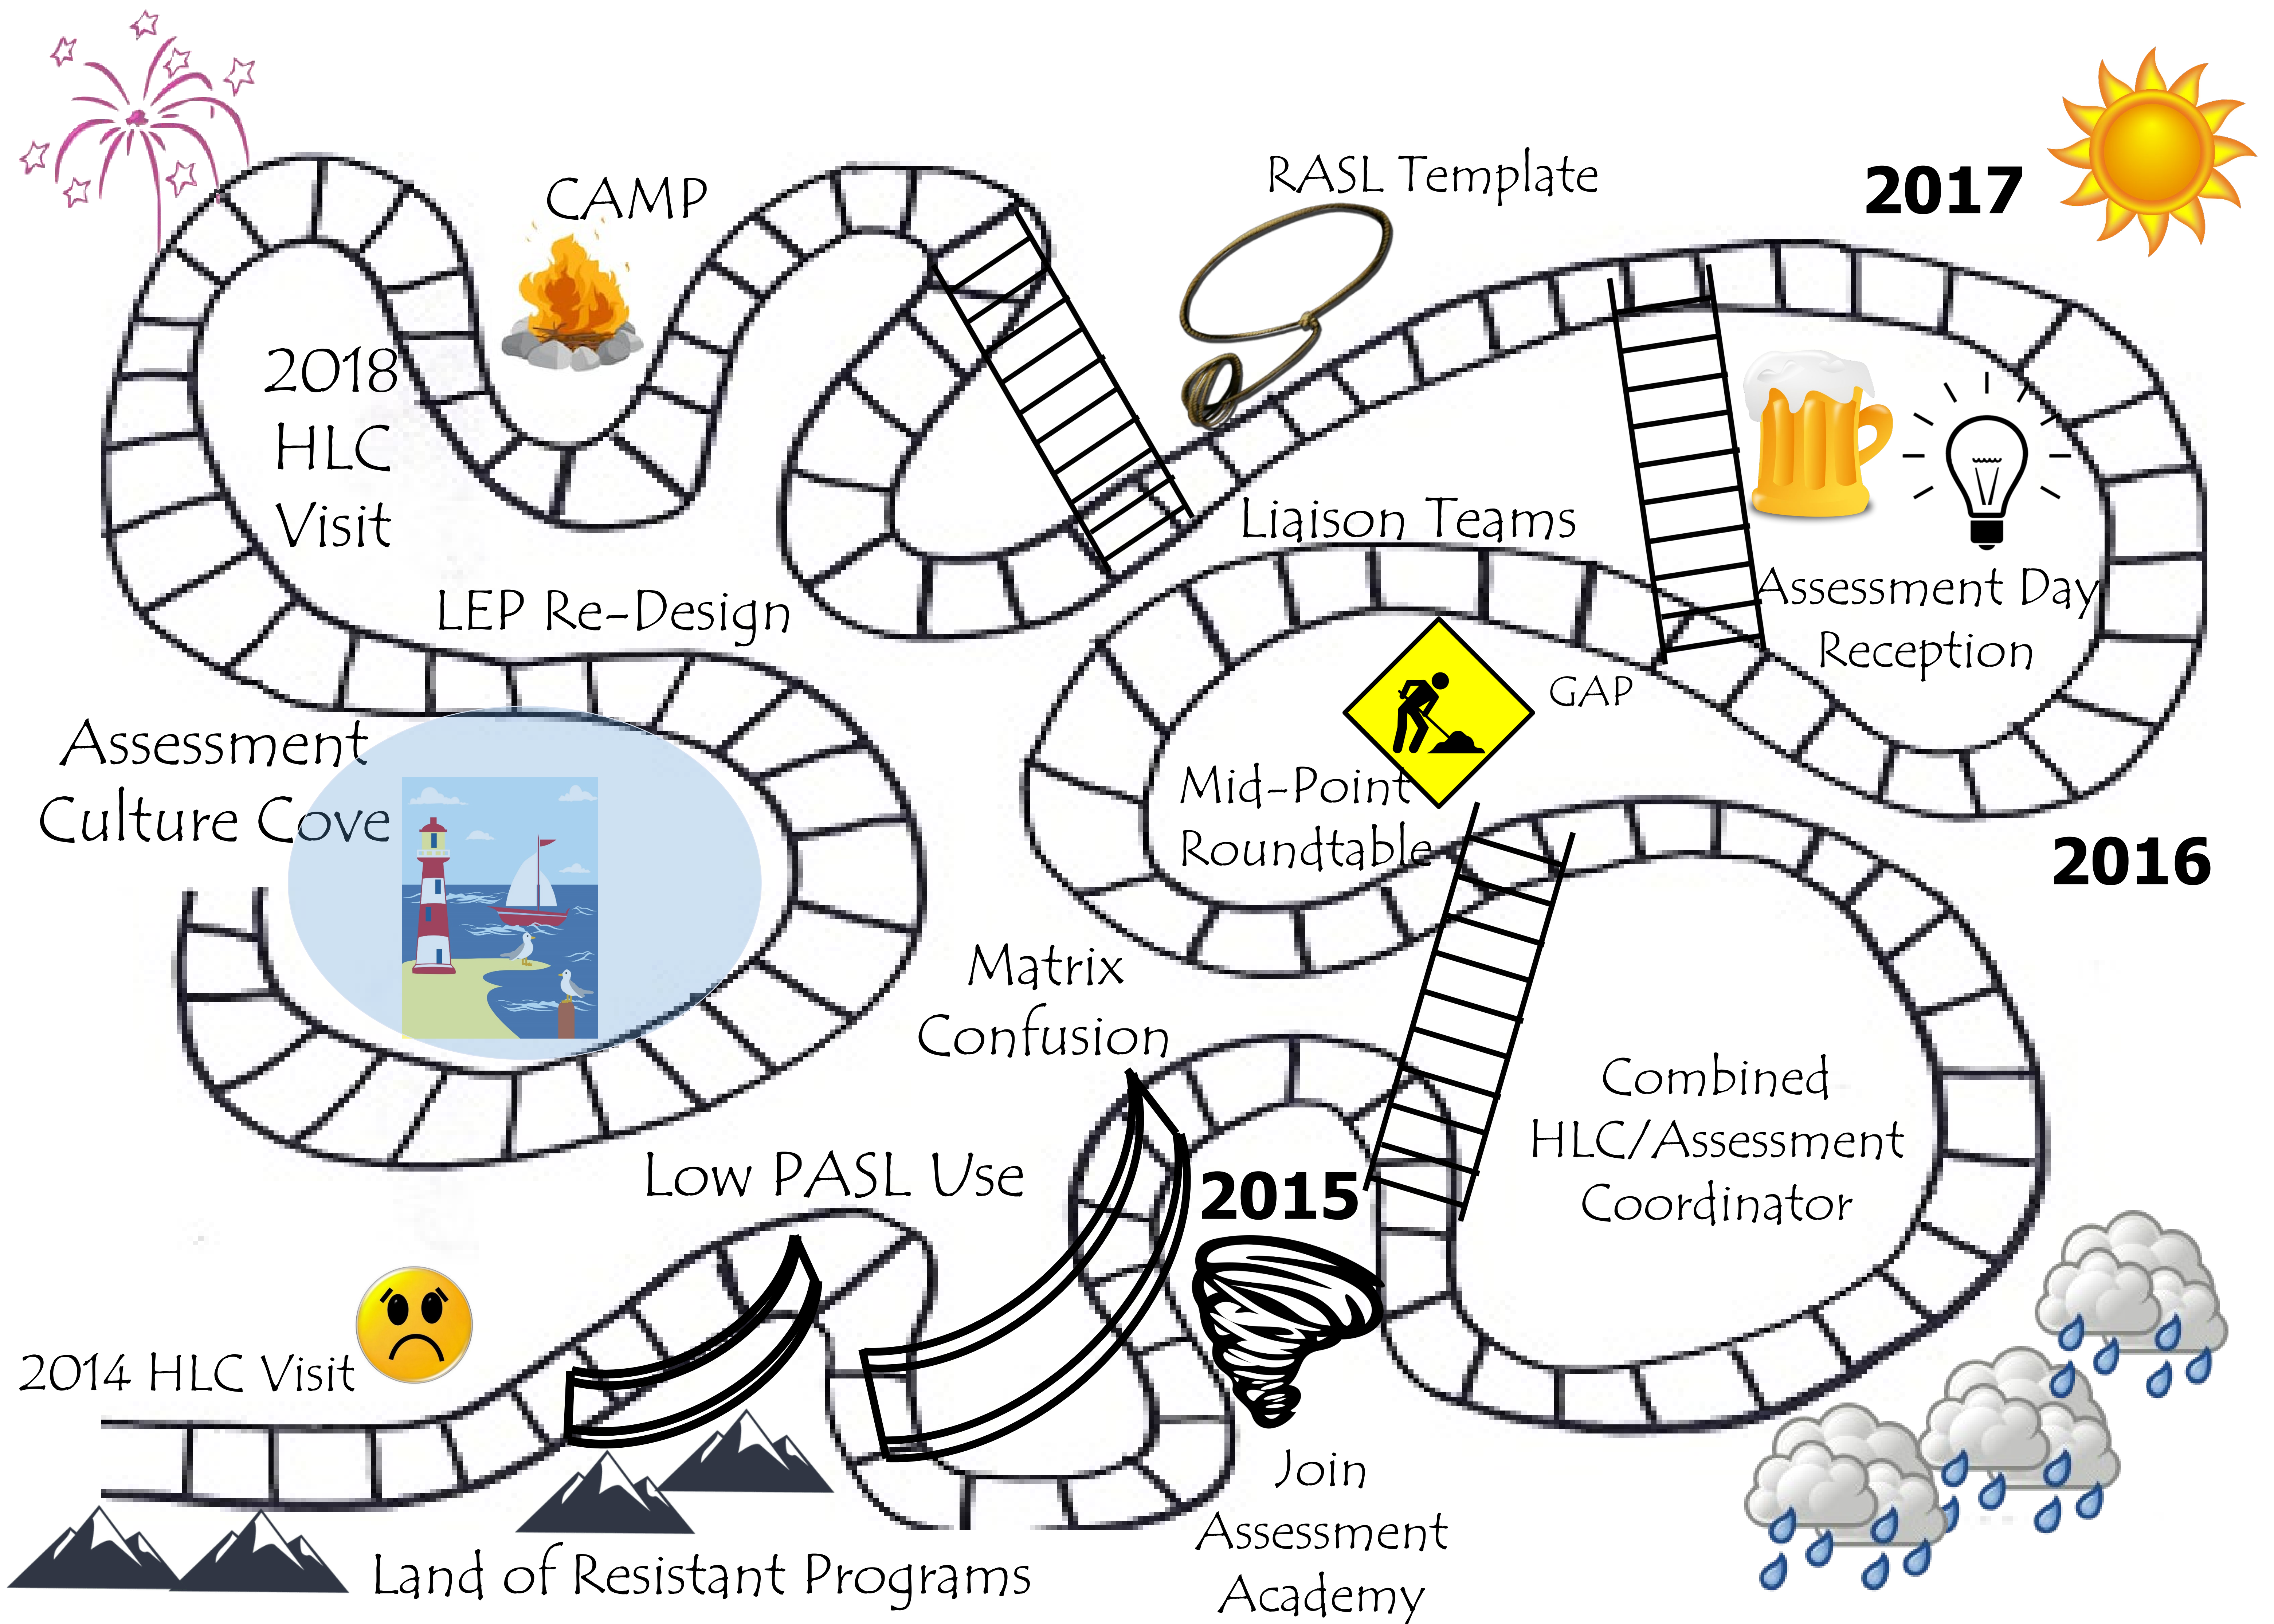 CAMP
RASL Template
2017
2018
HLC
Visit
Liaison Teams
LEP Re-Design
Assessment Day
Reception
GAP
Assessment
Culture Cove
Mid-Point
Roundtable
2016
Matrix
Confusion
Combined
HLC/Assessment
Coordinator
Low PASL Use
2015
2014 HLC Visit
Join
Assessment
Academy
Land of Resistant Programs